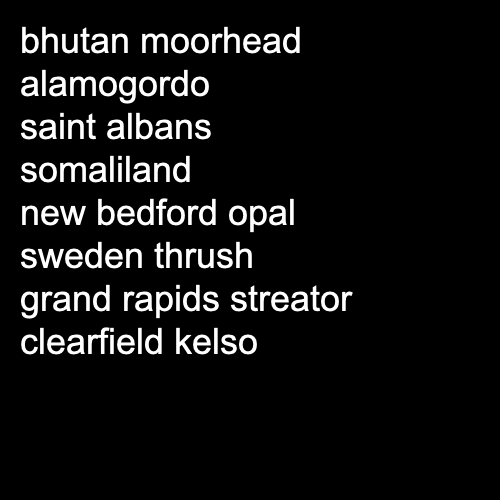 bhutan moorhead
alamogordo
saint albans
somaliland
new bedford opal
sweden thrush
grand rapids streator
clearfield kelso